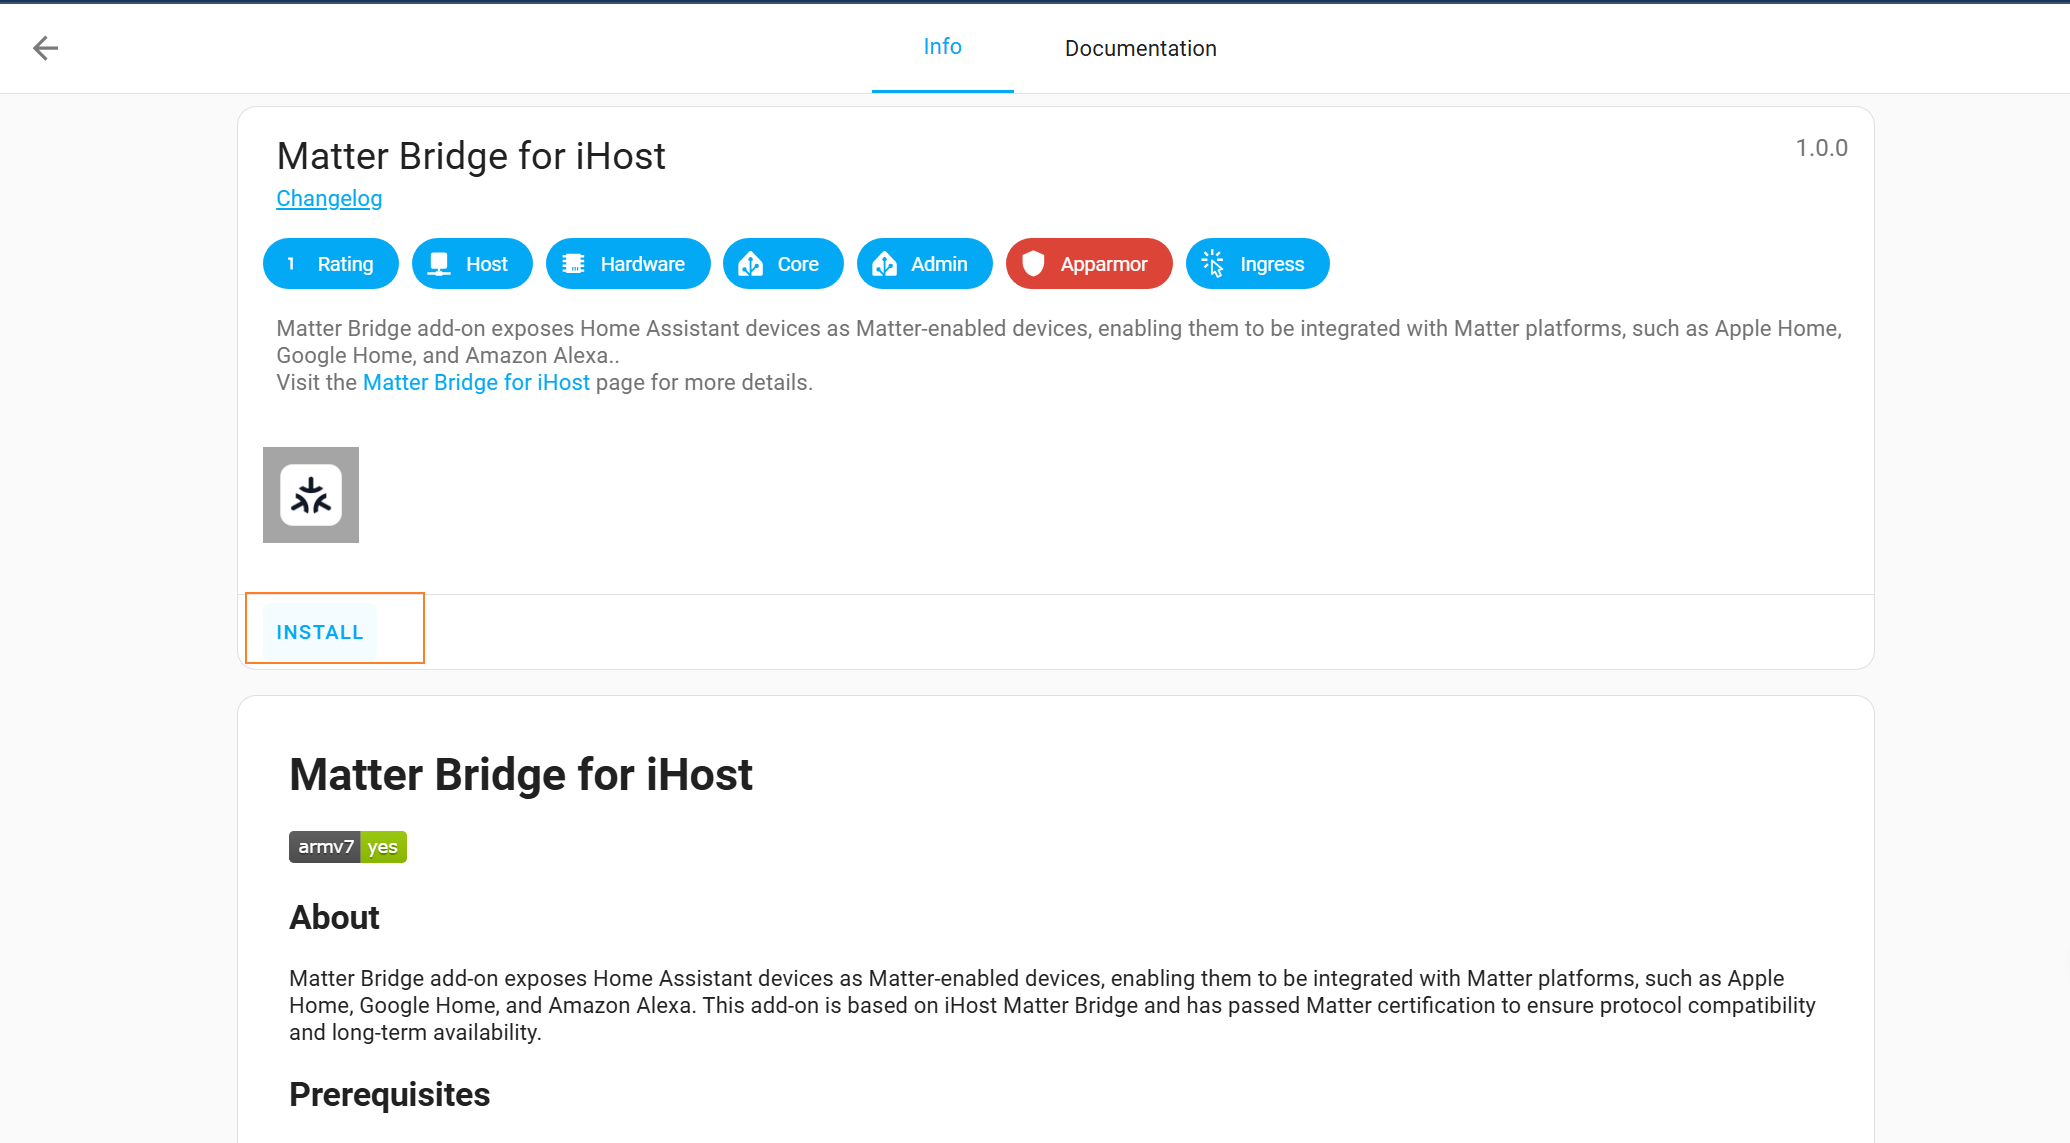 Info
Documentation
Matter Bridge for iHost
1.0.0
Changelog
1 Rating
Host
Hardware
Core
Admin
Apparmor
Ingress
Matter Bridge add-on exposes Home Assistant devices as Matter-enabled devices, enabling them to be integrated with Matter platforms, such as Apple Home,
Google Home, and Amazon Alexa..
Visit the Matter Bridge for iHost page for more details.
INSTALL
Matter Bridge for iHost
armv7 yes
About
Matter Bridge add-on exposes Home Assistant devices as Matter-enabled devices, enabling them to be integrated with Matter platforms, such as Apple
Home, Google Home, and Amazon Alexa. This add-on is based on iHost Matter Bridge and has passed Matter certification to ensure protocol compatibility
and long-term availability.
Prerequisites